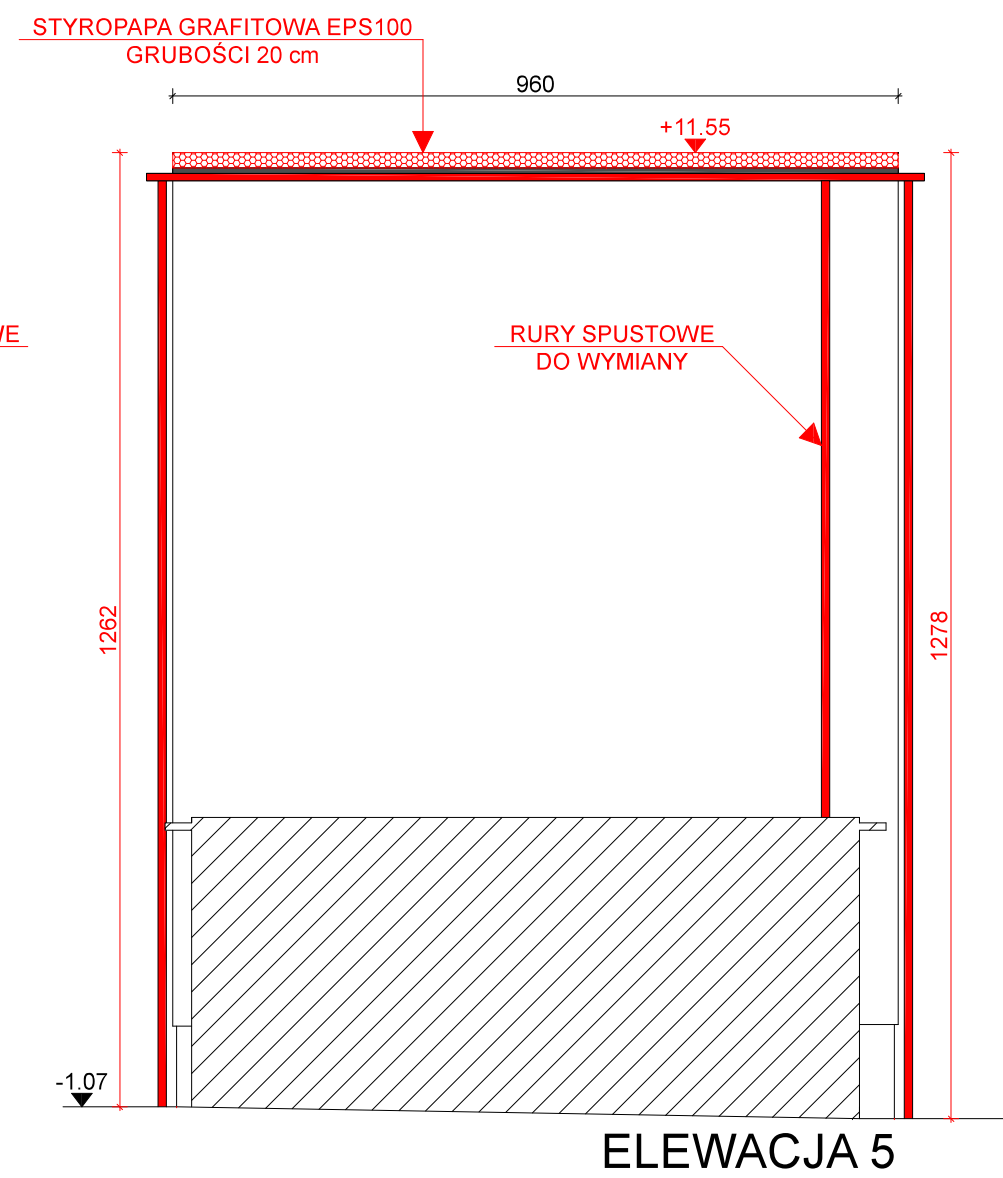 STYROPAPA GRAFITOWA EPS100
GRUBOŚCI 20 cm
960
+11.55
RURY SPUSTOWE
DO WYMIANY
1262
1278
-1.07
ELEWACJA 5